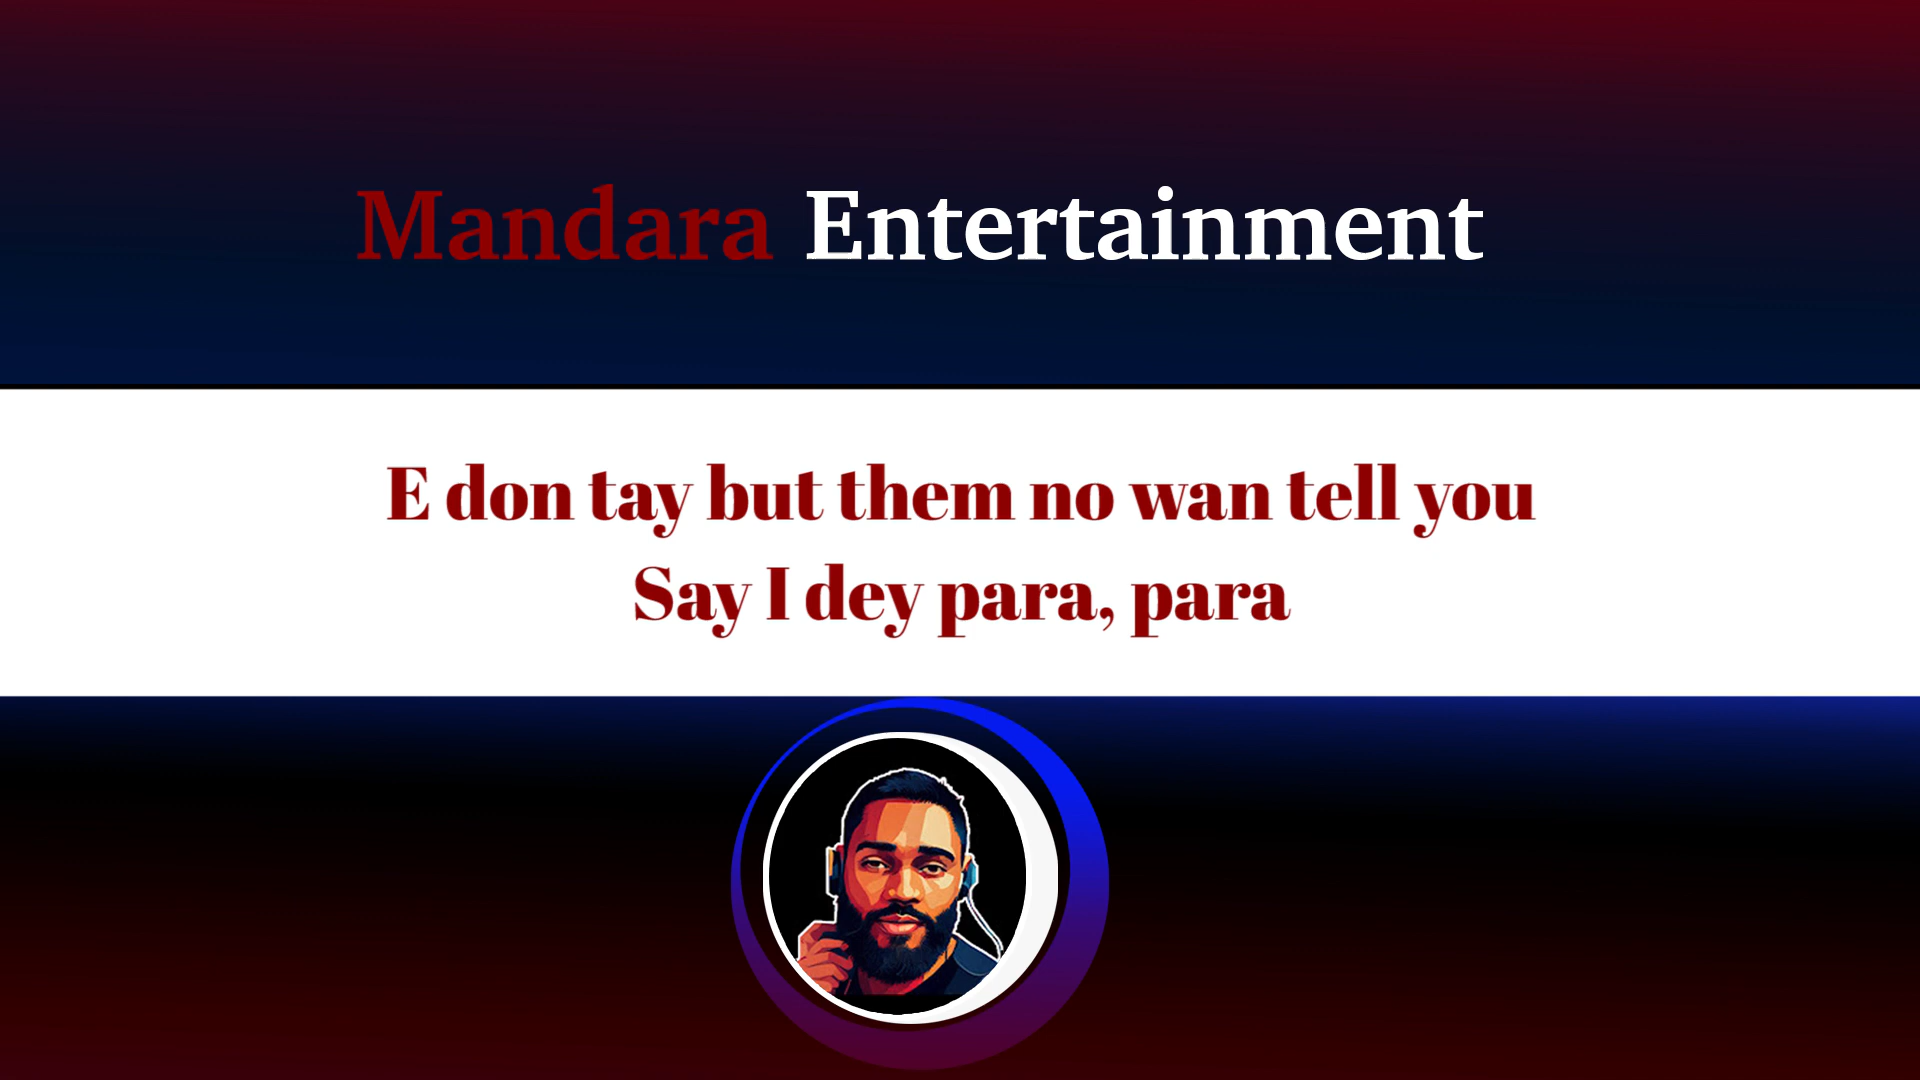 Mandara Entertainment
E don tay but them no wan tell you
Say I dey para, para